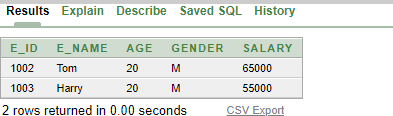 Results Explain Describe Saved SQL History
E_ID E_NAME AGE GENDER SALARY
1002 Tom 20 M 65000
1003 Harry 20 M 55000
2 rows returned in 0.00 seconds CSV Export